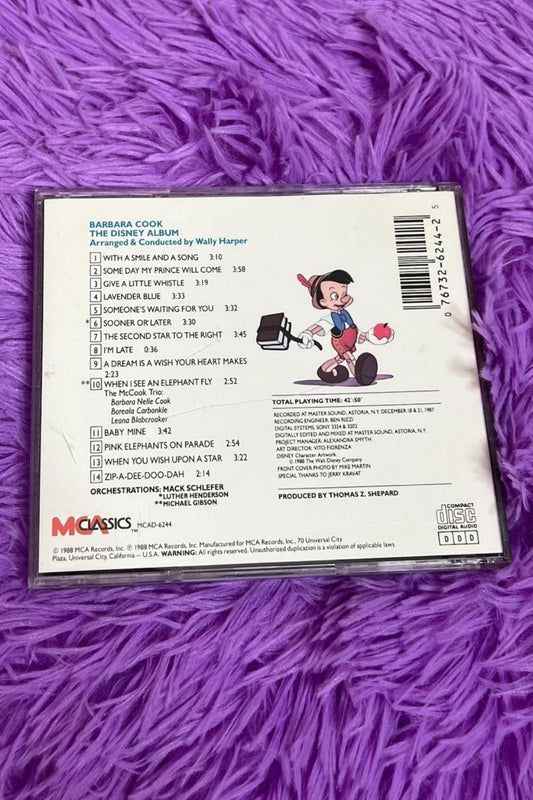 BARBARA COOK
THE DISNEY ALBUM
Arranged & Conducted by Wally Harper
1 WITH A SMILE AND A SONG 3:10
2 SOME DAY MY PRINCE WILL COME 3:58
3 GIVE A LITTLE WHISTLE 3:19
4 LAVENDER BLUE 3:33
5 SOMEONE'S WAITING FOR YOU 3:32
* 6 SOONER OR LATER 3:30
7 THE SECOND STAR TO THE RIGHT 3:45
8 I'M LATE 0:36
9 A DREAM IS A WISH YOUR HEART MAKES
2:23
** 10 WHEN I SEE AN ELEPHANT FLY 2:52
The McCook Trio:
Barbara Nelle Cook
Boreola Carbankle
Leana Blabcrooker
11 BABY MINE 3:42
12 PINK ELEPHANTS ON PARADE 2:54
13 WHEN YOU WISH UPON A STAR 3:22
14 ZIP-A-DEE-DOO-DAH 2:14
ORCHESTRATIONS: MACK SCHLEFER
*LUTHER HENDERSON
**MICHAEL GIBSON
MCA CLASSICS™ MCAD-6244
© 1988 MCA Records, Inc. ℗ 1988 MCA Records, Inc. Manufactured for MCA Records, Inc., 70 Universal City
Plaza, Universal City, California – U.S.A. WARNING: All rights reserved. Unauthorized duplication is a violation of applicable laws.
0 76732-6244-2 5
TOTAL PLAYING TIME: 42':50"
RECORDED AT MASTER SOUND, ASTORIA, N.Y. DECEMBER 18 & 21, 1987
RECORDING ENGINEER, BEN RIZZI
DIGITAL SYSTEMS: SONY 3324 & 3202
DIGITALLY EDITED AND MIXED AT MASTER SOUND, ASTORIA, N.Y.
PROJECT MANAGER: ALEXANDRA SMYTH
ART DIRECTOR, VITO FIORENZA
DISNEY Character Artwork
© 1988 The Walt Disney Company
FRONT COVER PHOTO BY MIKE MARTIN
SPECIAL THANKS TO JERRY KRAVAT
PRODUCED BY THOMAS Z. SHEPARD
COMPACT
disc
DIGITAL AUDIO
D D D